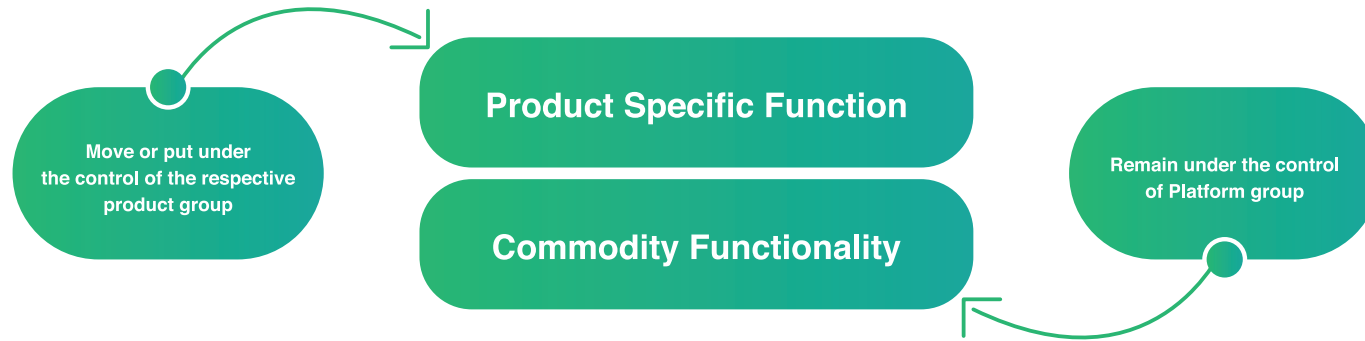 Product Specific Function
Move or put under
the control of the respective
product group
Remain under the control
of Platform group
Commodity Functionality